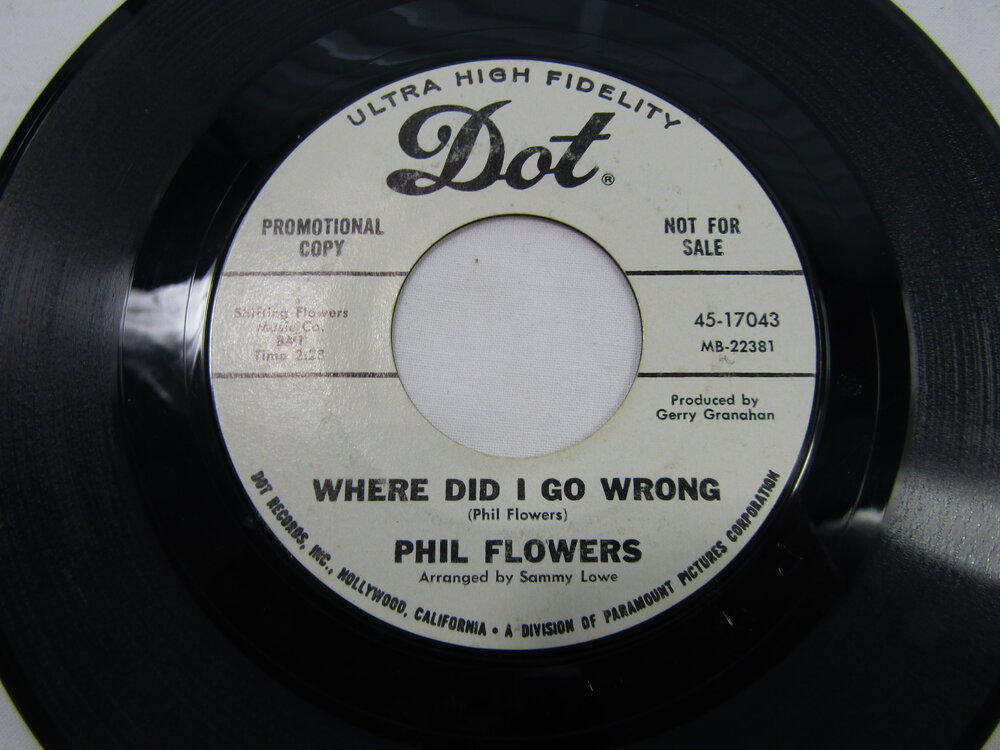 ULTRA HIGH FIDELITY
Dot®
PROMOTIONAL
COPY
NOT FOR
SALE
Shifting Flowers
Music Co.
BMI
Time 2:28
45-17043
MB-22381
Produced by
Gerry Granahan
WHERE DID I GO WRONG
(Phil Flowers)
PHIL FLOWERS
Arranged by Sammy Lowe
DOT RECORDS, INC., HOLLYWOOD, CALIFORNIA • A DIVISION OF PARAMOUNT PICTURES CORPORATION